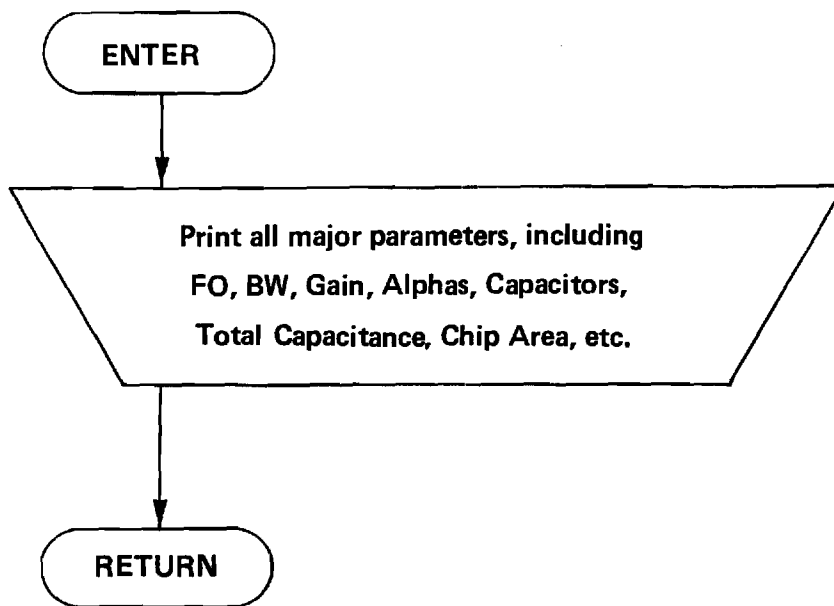 ENTER
Print all major parameters, including
FO, BW, Gain, Alphas, Capacitors,
Total Capacitance, Chip Area, etc.
RETURN